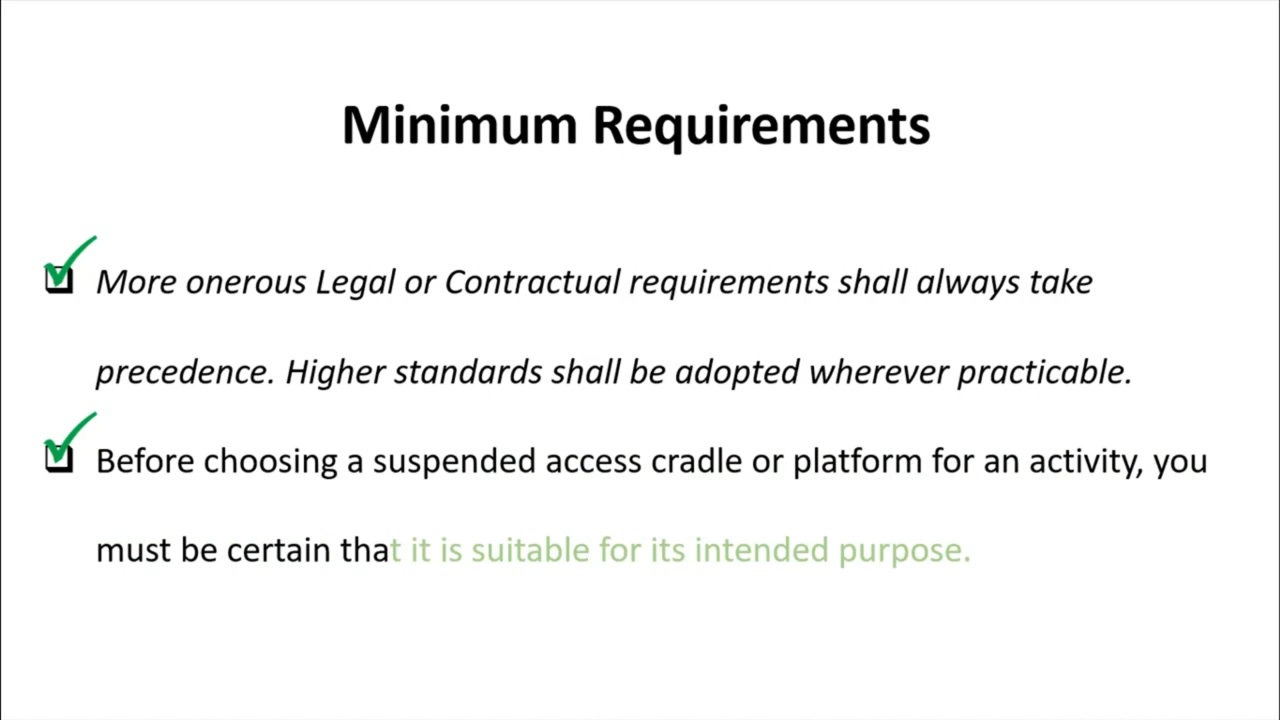 Minimum Requirements
More onerous Legal or Contractual requirements shall always take
precedence. Higher standards shall be adopted wherever practicable.
Before choosing a suspended access cradle or platform for an activity, you
must be certain that it is suitable for its intended purpose.